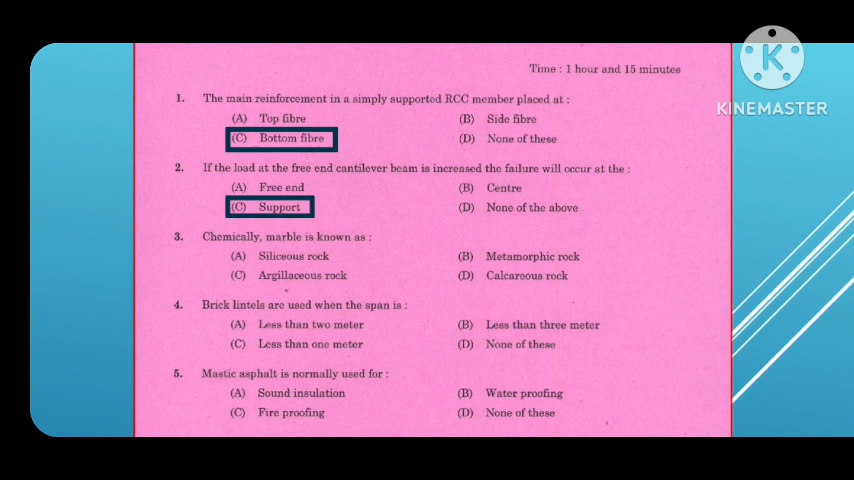 Time : 1 hour and 15 minutes
KINEMASTER
1. The main reinforcement in a simply supported RCC member placed at :
(A) Top fibre (B) Side fibre
(C) Bottom fibre (D) None of these
2. If the load at the free end cantilever beam is increased the failure will occur at the :
(A) Free end (B) Centre
(C) Support (D) None of the above
3. Chemically, marble is known as :
(A) Siliceous rock (B) Metamorphic rock
(C) Argillaceous rock (D) Calcareous rock
4. Brick lintels are used when the span is :
(A) Less than two meter (B) Less than three meter
(C) Less than one meter (D) None of these
5. Mastic asphalt is normally used for :
(A) Sound insulation (B) Water proofing
(C) Fire proofing (D) None of these